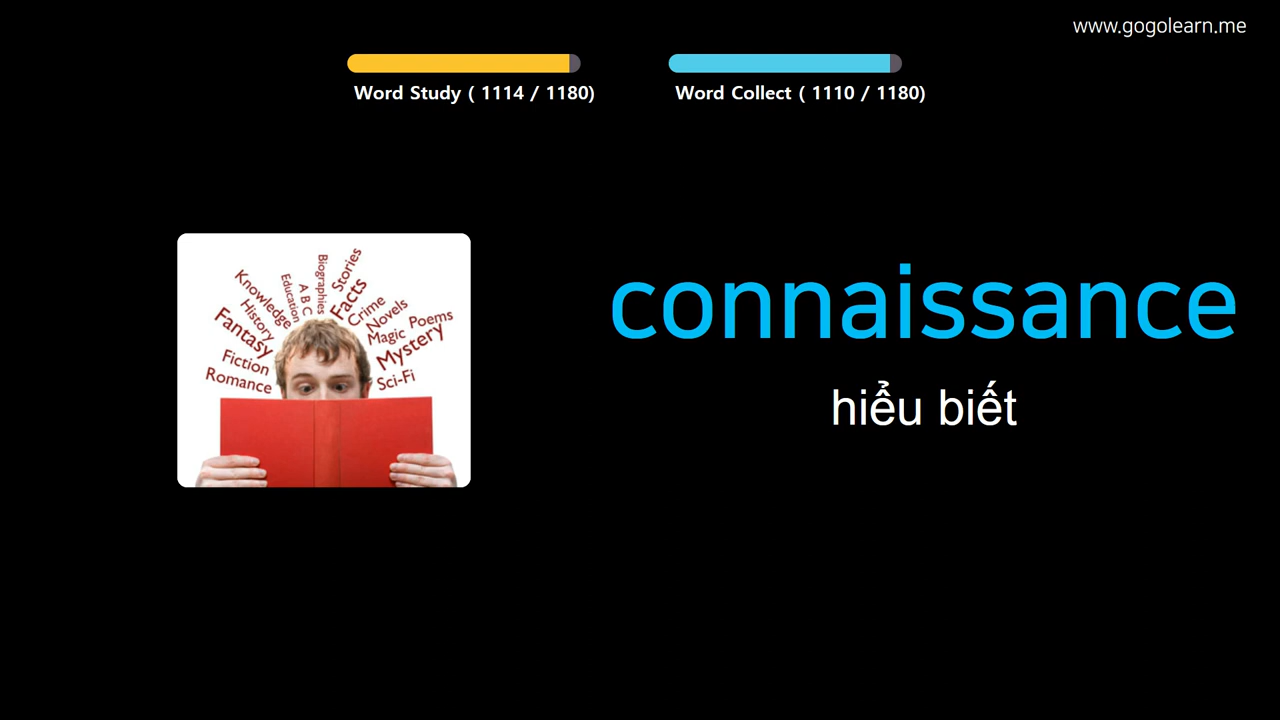 www.gogolearn.me
Word Study ( 1114 / 1180)
Word Collect ( 1110 / 1180)
connaissance
hiểu biết
Knowledge
Education
A B C
Biographies
Stories
Facts
History
Crime
Novels
Fantasy
Magic
Poems
Mystery
Fiction
Romance
Sci-Fi